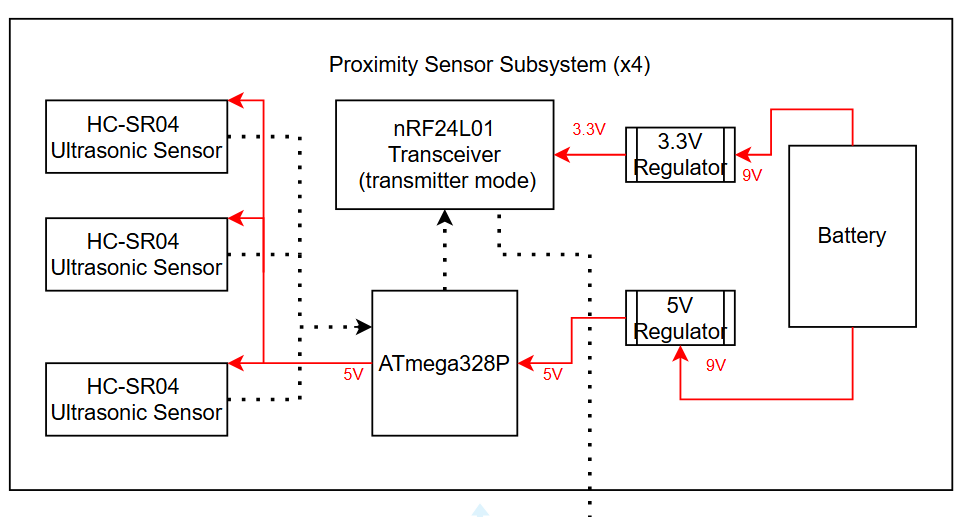 Proximity Sensor Subsystem (x4)
HC-SR04
Ultrasonic Sensor
nRF24L01
Transceiver
(transmitter mode)
3.3V
3.3V
Regulator
9V
Battery
HC-SR04
Ultrasonic Sensor
5V
Regulator
9V
ATmega328P
5V
5V
HC-SR04
Ultrasonic Sensor